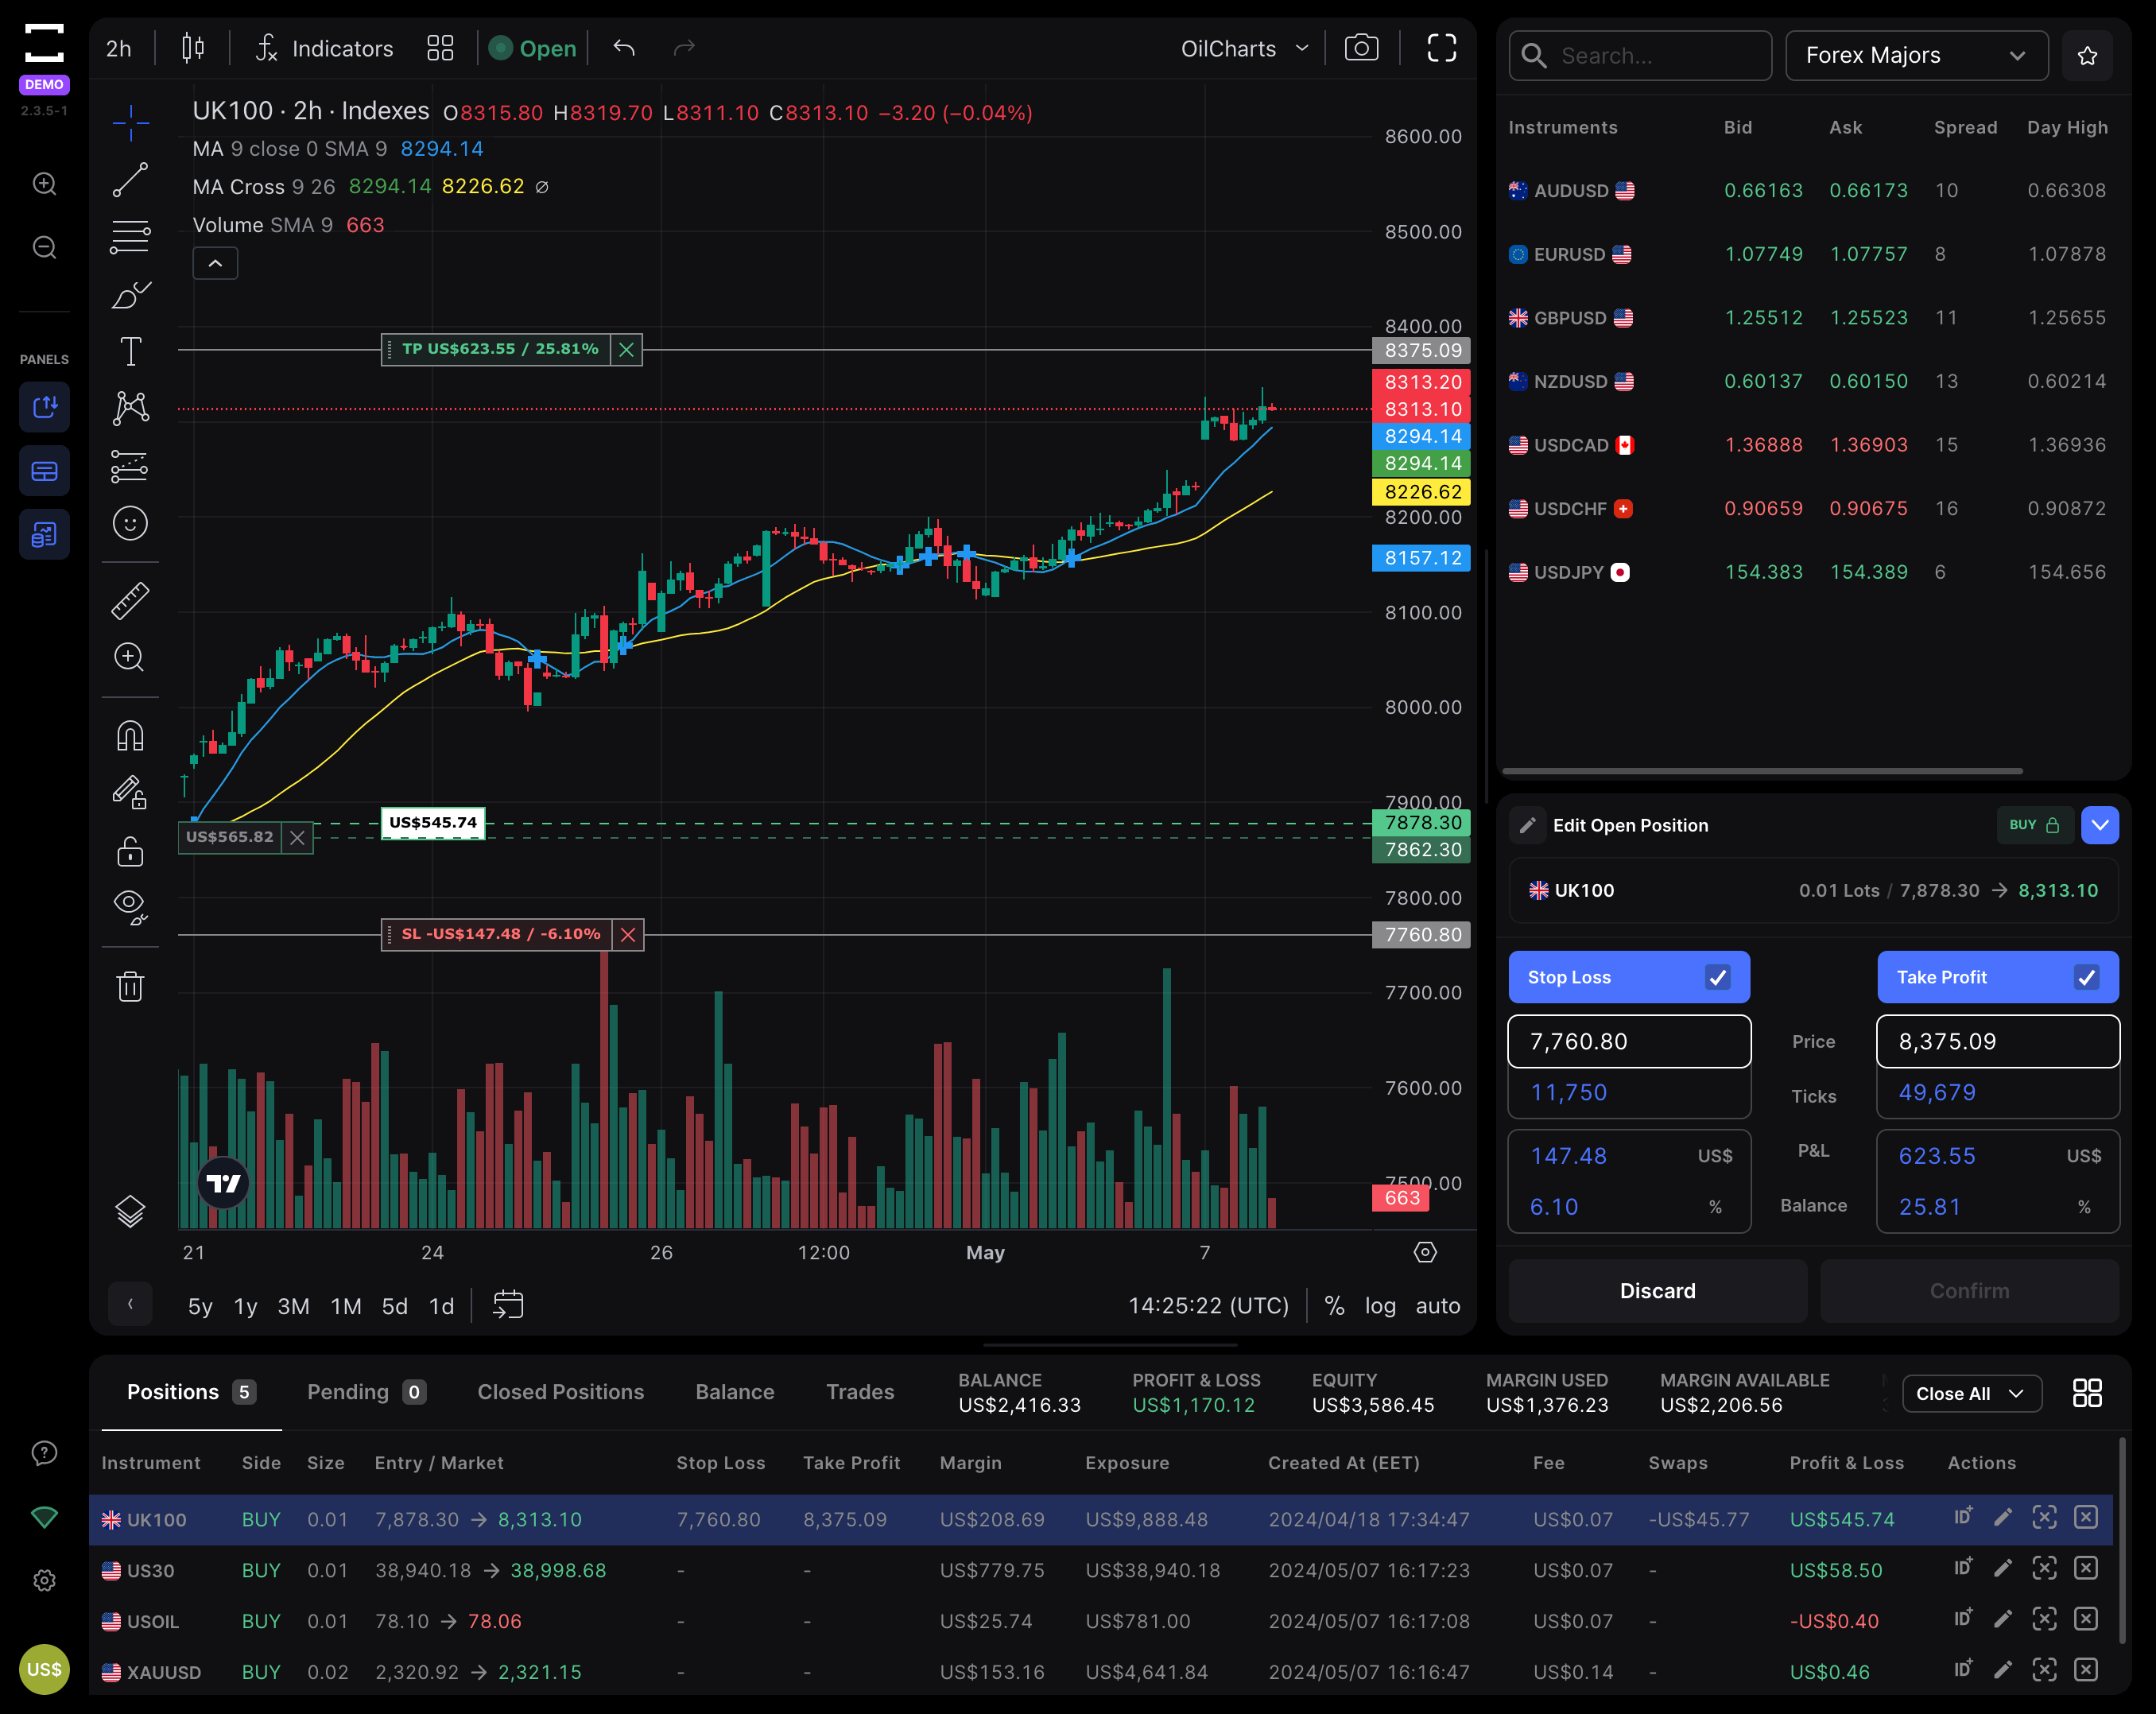 DEMO
2.3.5-1
PANELS
US$
2h Indicators Open OilCharts
UK100 · 2h · Indexes O8315.80 H8319.70 L8311.10 C8313.10 −3.20 (−0.04%)
MA 9 close 0 SMA 9 8294.14
MA Cross 9 26 8294.14 8226.62 ∅
Volume SMA 9 663
TP US$623.55 / 25.81%
US$565.82
US$545.74
SL -US$147.48 / -6.10%
8600.00
8500.00
8400.00
8375.09
8313.20
8313.10
8294.14
8294.14
8226.62
8200.00
8157.12
8100.00
8000.00
7900.00
7878.30
7862.30
7800.00
7760.80
7700.00
7600.00
7500.00
663
21 24 26 12:00 May 7
5y 1y 3M 1M 5d 1d 14:25:22 (UTC) % log auto
Search... Forex Majors
Instruments Bid Ask Spread Day High
AUDUSD 0.66163 0.66173 10 0.66308
EURUSD 1.07749 1.07757 8 1.07878
GBPUSD 1.25512 1.25523 11 1.25655
NZDUSD 0.60137 0.60150 13 0.60214
USDCAD 1.36888 1.36903 15 1.36936
USDCHF 0.90659 0.90675 16 0.90872
USDJPY 154.383 154.389 6 154.656
Edit Open Position BUY
UK100 0.01 Lots / 7,878.30 → 8,313.10
Stop Loss Take Profit
7,760.80 Price 8,375.09
11,750 Ticks 49,679
147.48 US$ P&L 623.55 US$
6.10 % Balance 25.81 %
Discard Confirm
Positions 5 Pending 0 Closed Positions Balance Trades
BALANCE PROFIT & LOSS EQUITY MARGIN USED MARGIN AVAILABLE
US$2,416.33 US$1,170.12 US$3,586.45 US$1,376.23 US$2,206.56
Close All
Instrument Side Size Entry / Market Stop Loss Take Profit Margin Exposure Created At (EET) Fee Swaps Profit & Loss Actions
UK100 BUY 0.01 7,878.30 → 8,313.10 7,760.80 8,375.09 US$208.69 US$9,888.48 2024/04/18 17:34:47 US$0.07 -US$45.77 US$545.74 ID+
US30 BUY 0.01 38,940.18 → 38,998.68 - - US$779.75 US$38,940.18 2024/05/07 16:17:23 US$0.07 - US$58.50 ID+
USOIL BUY 0.01 78.10 → 78.06 - - US$25.74 US$781.00 2024/05/07 16:17:08 US$0.07 - -US$0.40 ID+
XAUUSD BUY 0.02 2,320.92 → 2,321.15 - - US$153.16 US$4,641.84 2024/05/07 16:16:47 US$0.14 - US$0.46 ID+